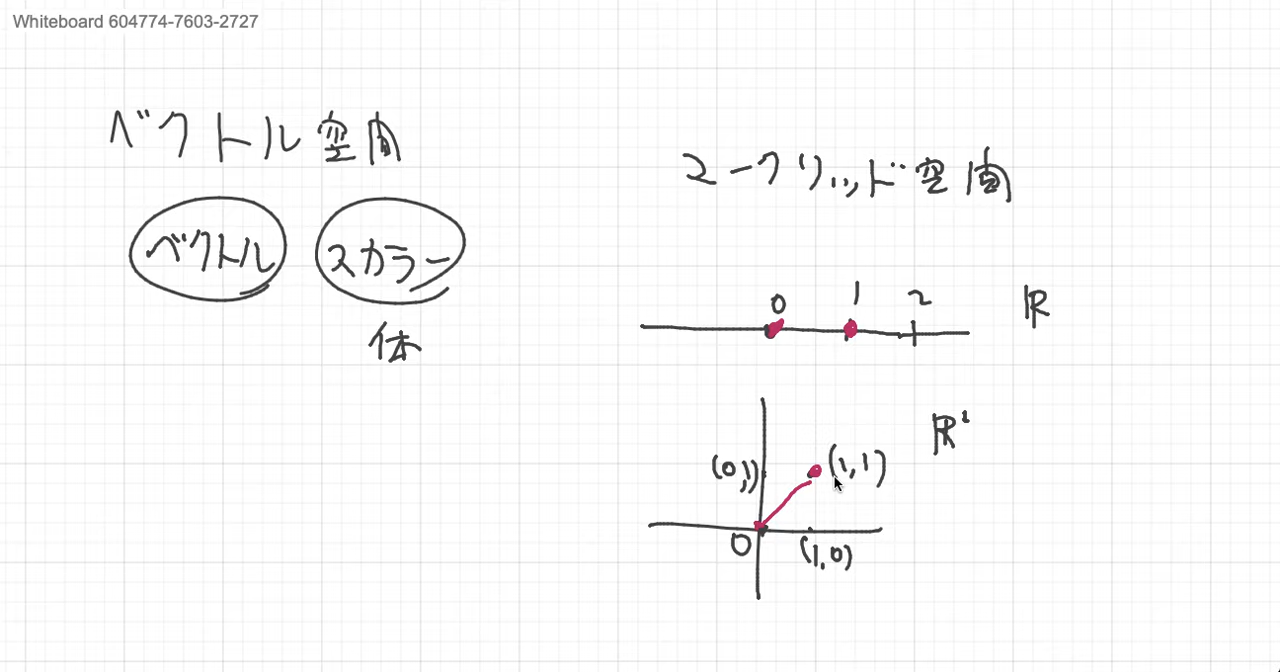 Whiteboard 604774-7603-2727
ベクトル空間
ベクトル スカラー
体
ユークリッド空間
0 1 2 ℝ
ℝ²
(0,1) (1,1)
0 (1,0)